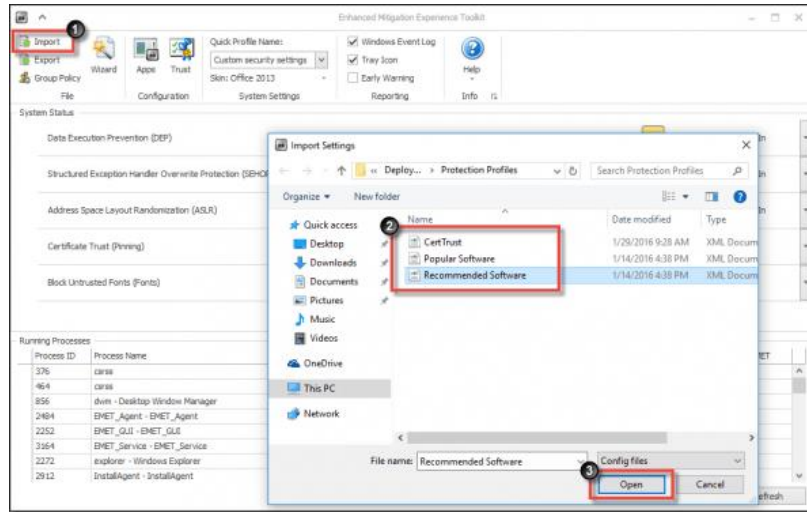 Enhanced Mitigation Experience Toolkit
1
Import
Export
Group Policy
File
Wizard
Apps
Trust
Configuration
Quick Profile Name:
Custom security settings
Skin: Office 2013
System Settings
Windows Event Log
Tray Icon
Early Warning
Reporting
Help
Info
System Status
Data Execution Prevention (DEP)
Structured Exception Handler Overwrite Protection (SEHO
Address Space Layout Randomization (ASLR)
Certificate Trust (Pinning)
Block Untrusted Fonts (Fonts)
Import Settings
« Deploy... › Protection Profiles
Search Protection Profiles
Organize
New folder
Quick access
Desktop
Downloads
Documents
Pictures
Music
Videos
OneDrive
This PC
Network
2
Name Date modified Type
CertTrust 1/29/2016 9:28 AM XML Docum
Popular Software 1/14/2016 4:38 PM XML Docum
Recommended Software 1/14/2016 4:38 PM XML Docum
File name: Recommended Software
Config files
3
Open
Cancel
Running Processes
Process ID Process Name
376 csrss
464 csrss
856 dwm - Desktop Window Manager
2484 EMET_Agent - EMET_Agent
2252 EMET_GUI - EMET_GUI
3164 EMET_Service - EMET_Service
2272 explorer - Windows Explorer
2912 InstallAgent - InstallAgent
efresh